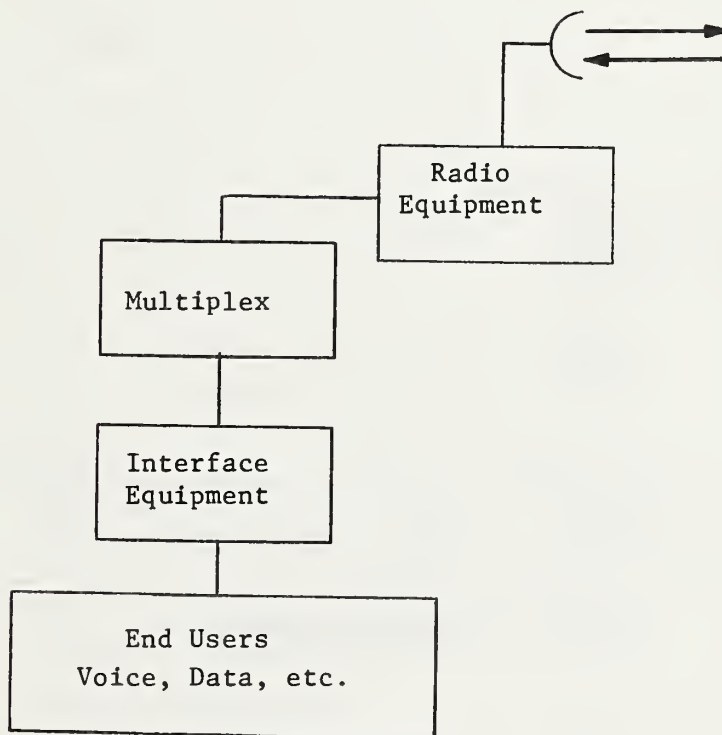 Radio
Equipment
Multiplex
Interface
Equipment
End Users
Voice, Data, etc.